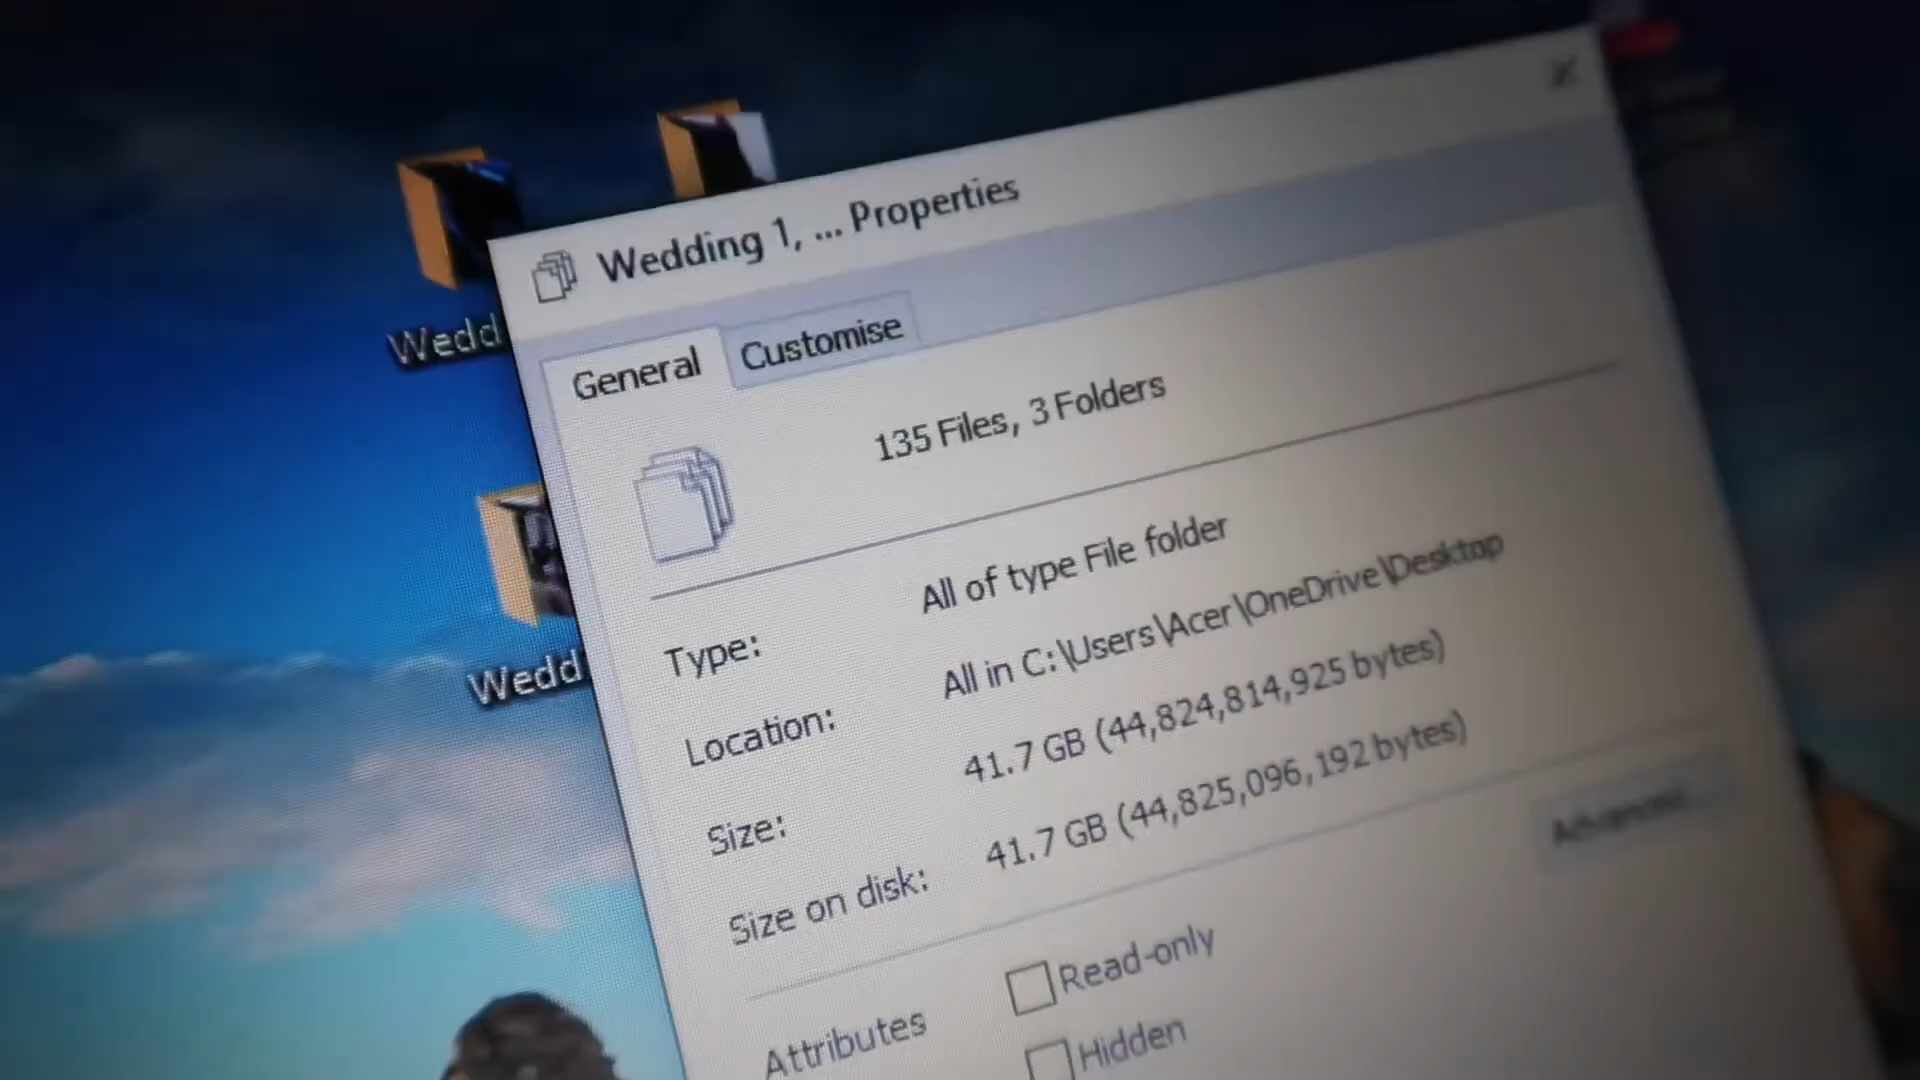 Wedding 1, ... Properties
General
Customise
135 Files, 3 Folders
Type:
All of type File folder
Location:
All in C:\Users\Acer\OneDrive\Desktop
Size:
41.7 GB (44,824,814,925 bytes)
Size on disk:
41.7 GB (44,825,096,192 bytes)
Attributes
Read-only
Hidden
Advanced...
Wedd
Wedd